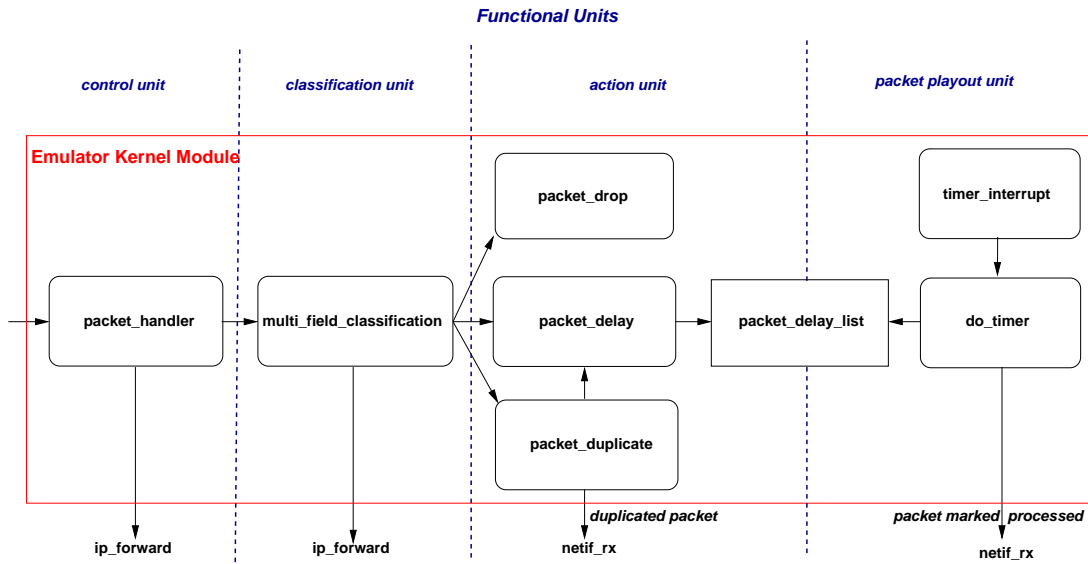 Functional Units
control unit
classification unit
action unit
packet playout unit
Emulator Kernel Module
packet_drop
timer_interrupt
packet_handler
multi_field_classification
packet_delay
packet_delay_list
do_timer
packet_duplicate
duplicated packet
packet marked processed
ip_forward
ip_forward
netif_rx
netif_rx